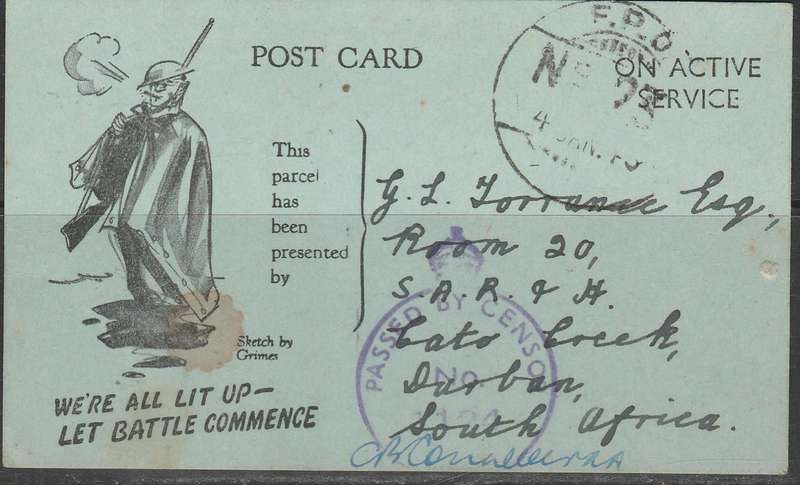 POST CARD
ON ACTIVE
SERVICE
F.P.O.
This
parcel
has
been
presented
by
G. L. Torrance Esq.,
Room 20,
S.A.R. & H.
Cato Creek,
Durban,
South Africa.
PASSED BY CENSOR
No
Sketch by
Grimes
WE'RE ALL LIT UP—
LET BATTLE COMMENCE